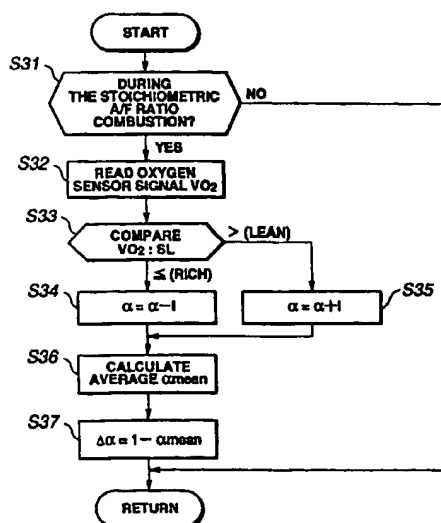 START
S31
DURING
THE STOICHIOMETRIC
A/F RATIO
COMBUSTION?
NO
YES
S32
READ OXYGEN
SENSOR SIGNAL VO₂
S33
COMPARE
VO₂ : SL
> (LEAN)
≦ (RICH)
S34
α = α−I
α = α+I
S35
S36
CALCULATE
AVERAGE αmean
S37
Δα = 1− αmean
RETURN